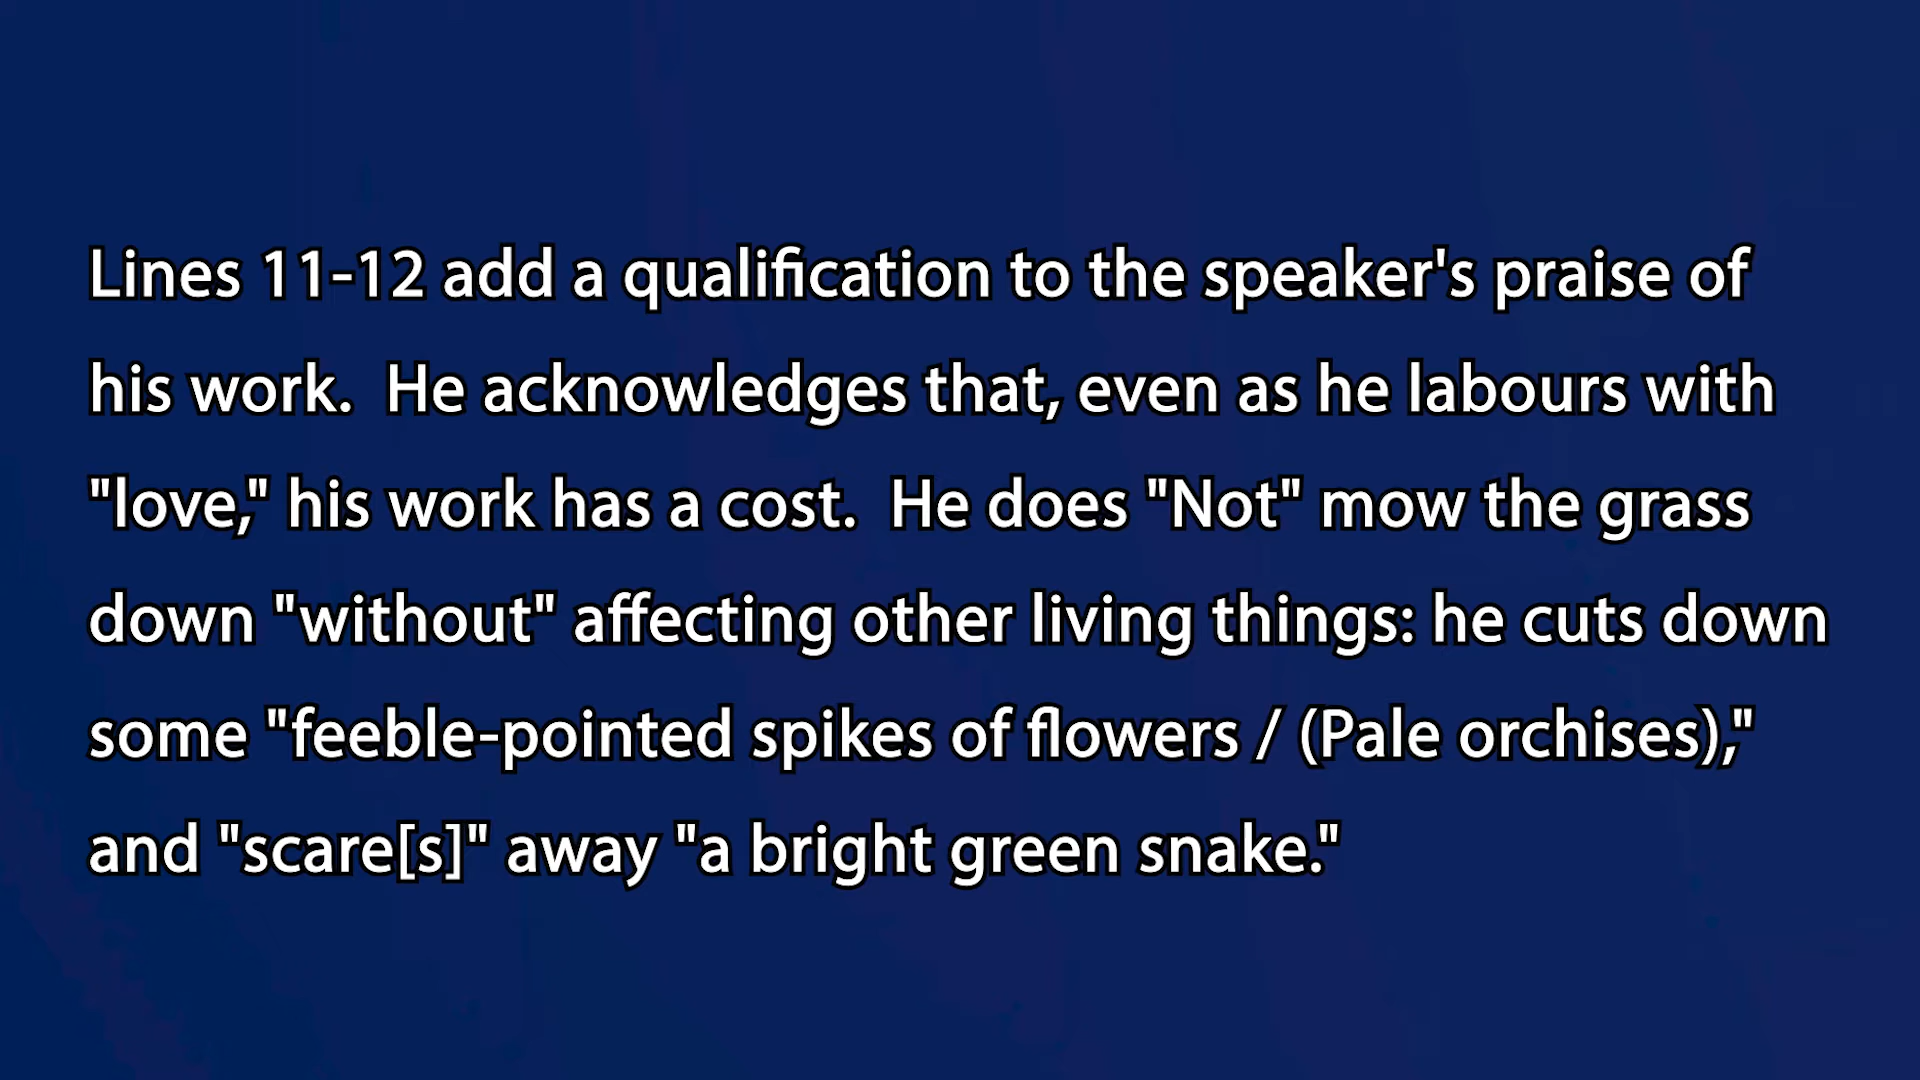 Lines 11-12 add a qualification to the speaker's praise of
his work.  He acknowledges that, even as he labours with
"love," his work has a cost.  He does "Not" mow the grass
down "without" affecting other living things: he cuts down
some "feeble-pointed spikes of flowers / (Pale orchises),"
and "scare[s]" away "a bright green snake."